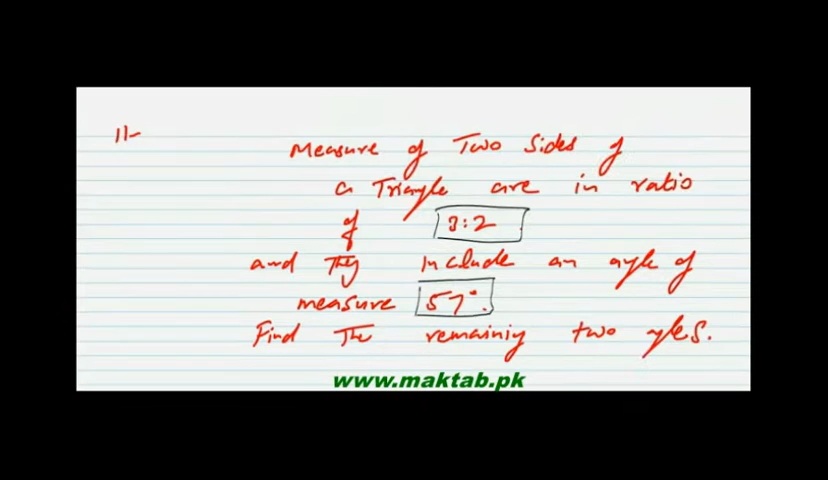 11-
Measure of Two Sides of
a Triangle are in ratio
of 3:2
and They include an angle of
measure 57°.
Find The remaining two
www.maktab.pk